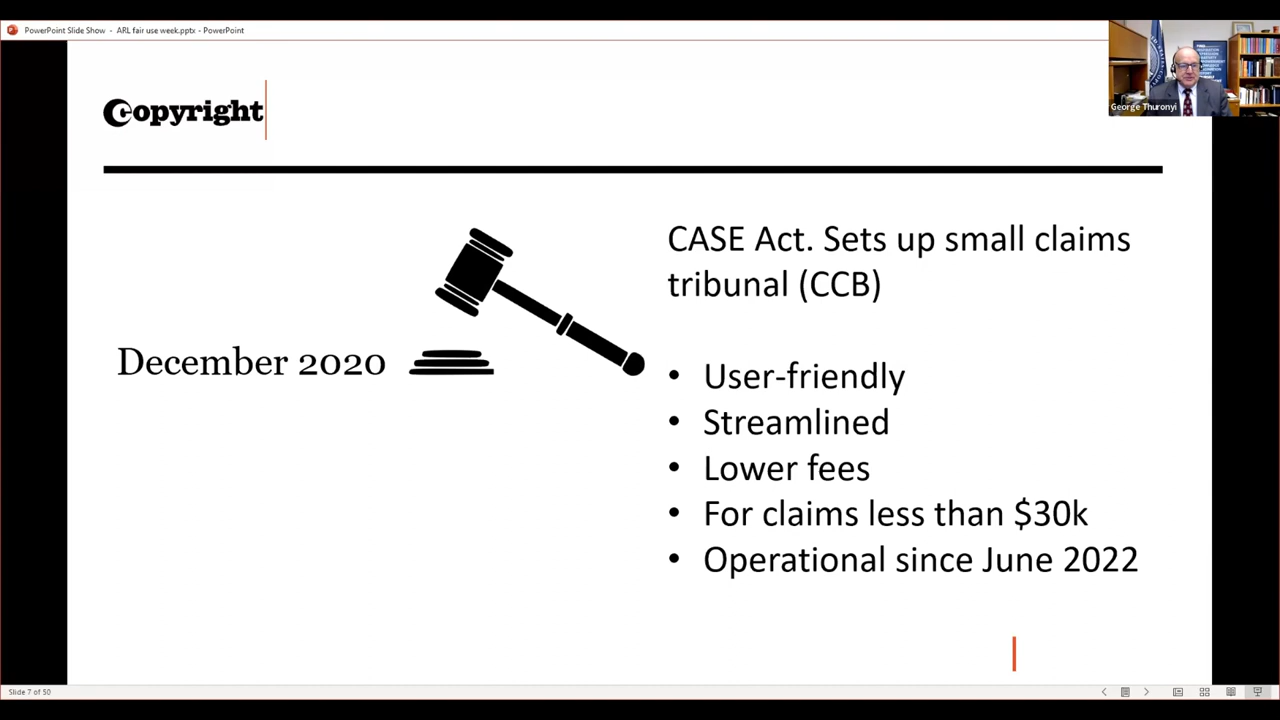 PowerPoint Slide Show - ARL fair use week.pptx - PowerPoint
George Thuronyi
Copyright
CASE Act. Sets up small claims
tribunal (CCB)
December 2020
• User-friendly
• Streamlined
• Lower fees
• For claims less than $30k
• Operational since June 2022
Slide 7 of 50